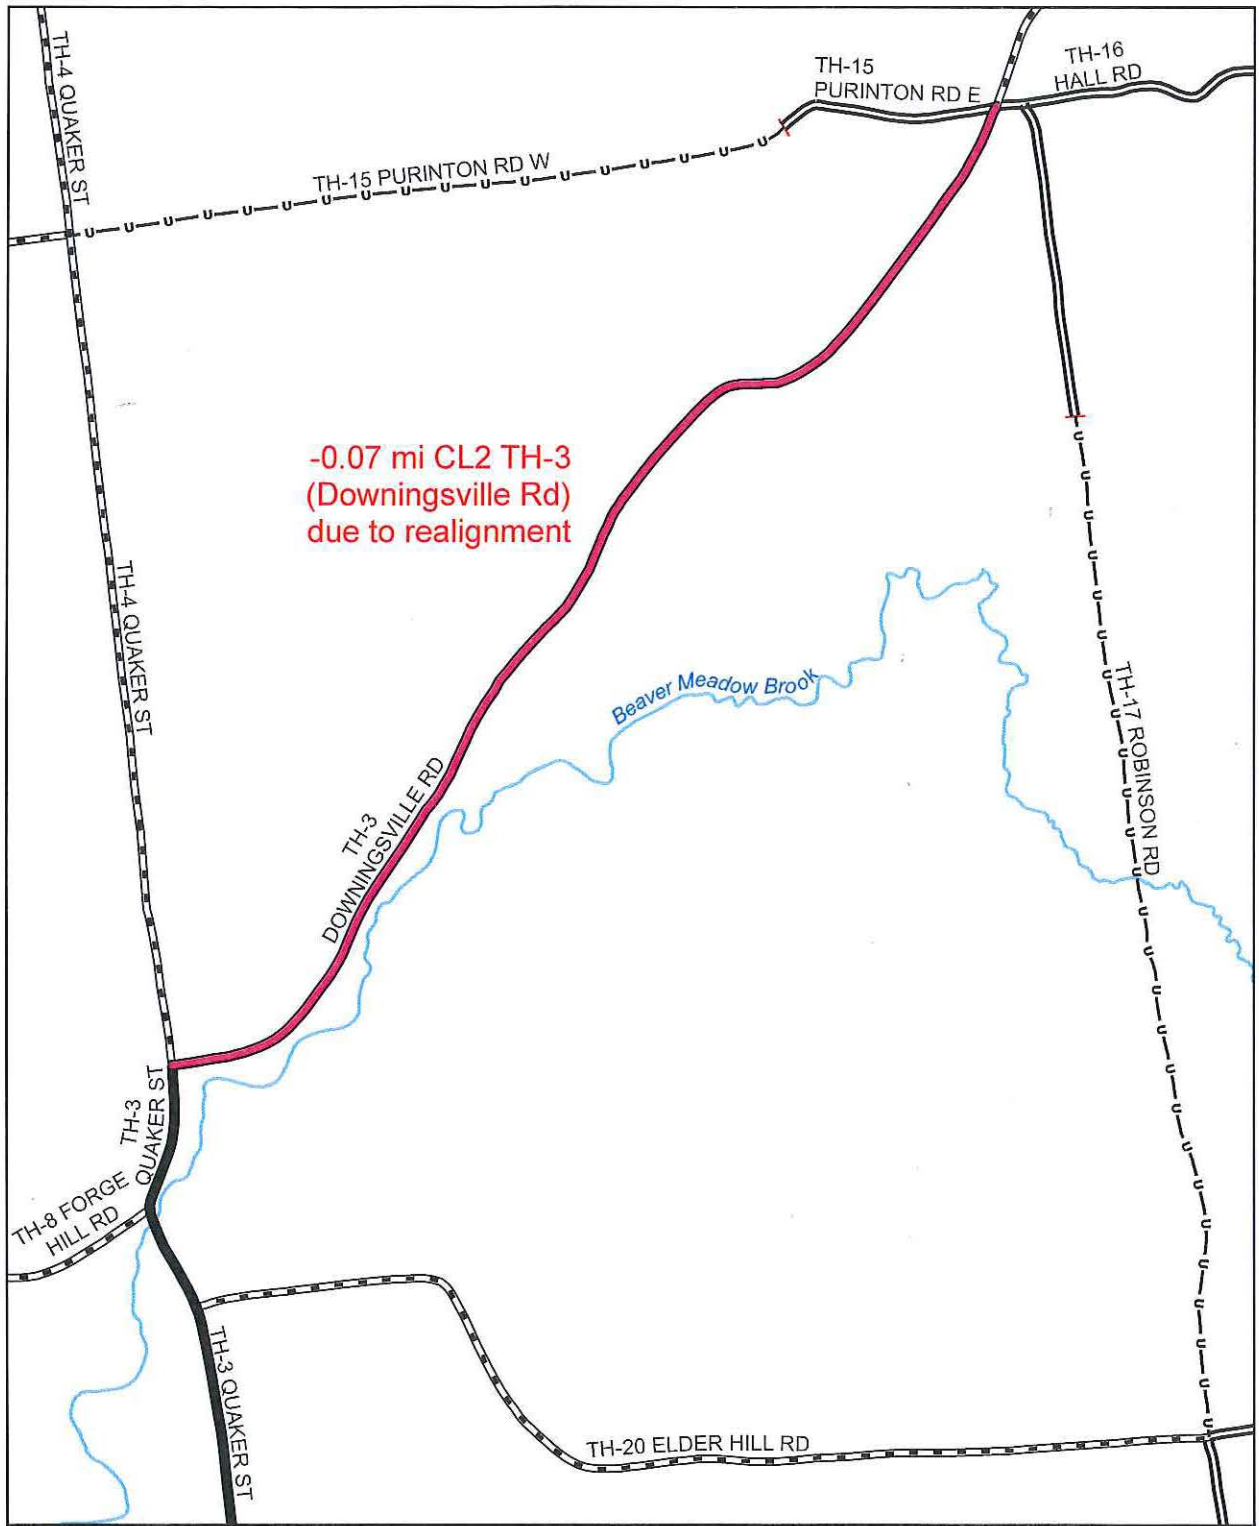 TH-4 QUAKER ST
TH-15
PURINTON RD E
TH-16
HALL RD
TH-15 PURINTON RD W
-0.07 mi CL2 TH-3
(Downingsville Rd)
due to realignment
TH-4 QUAKER ST
Beaver Meadow Brook
TH-17 ROBINSON RD
TH-3
DOWNINGSVILLE RD
TH-3
QUAKER ST
TH-8 FORGE
HILL RD
TH-3 QUAKER ST
TH-20 ELDER HILL RD